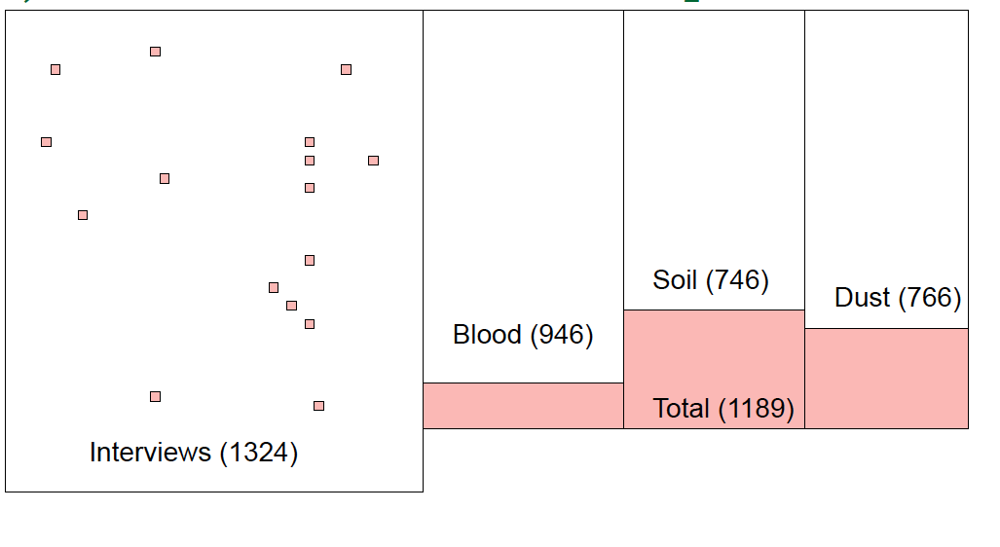 Soil (746)
Dust (766)
Blood (946)
Total (1189)
Interviews (1324)